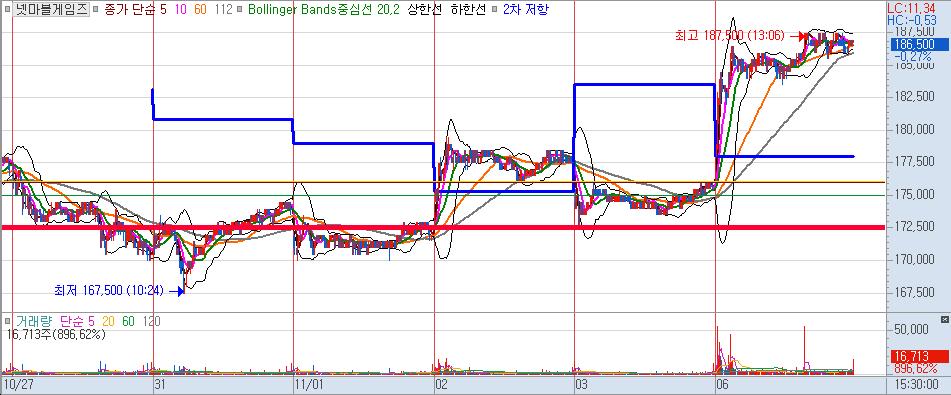 넷마블게임즈 종가 단순 5 10 60 112 Bollinger Bands중심선 20,2 상한선 하한선 2차 저항
LC:11,34
HC:-0,53
187,500
최고 187,500 (13:06)
186,500
-0,27%
185,000
182,500
180,000
177,500
175,000
172,500
170,000
최저 167,500 (10:24)
167,500
거래량 단순 5 20 60 120
16,713주(896,62%)
50,000
16,713
896,62%
10/27 31 11/01 02 03 06 15:30:00